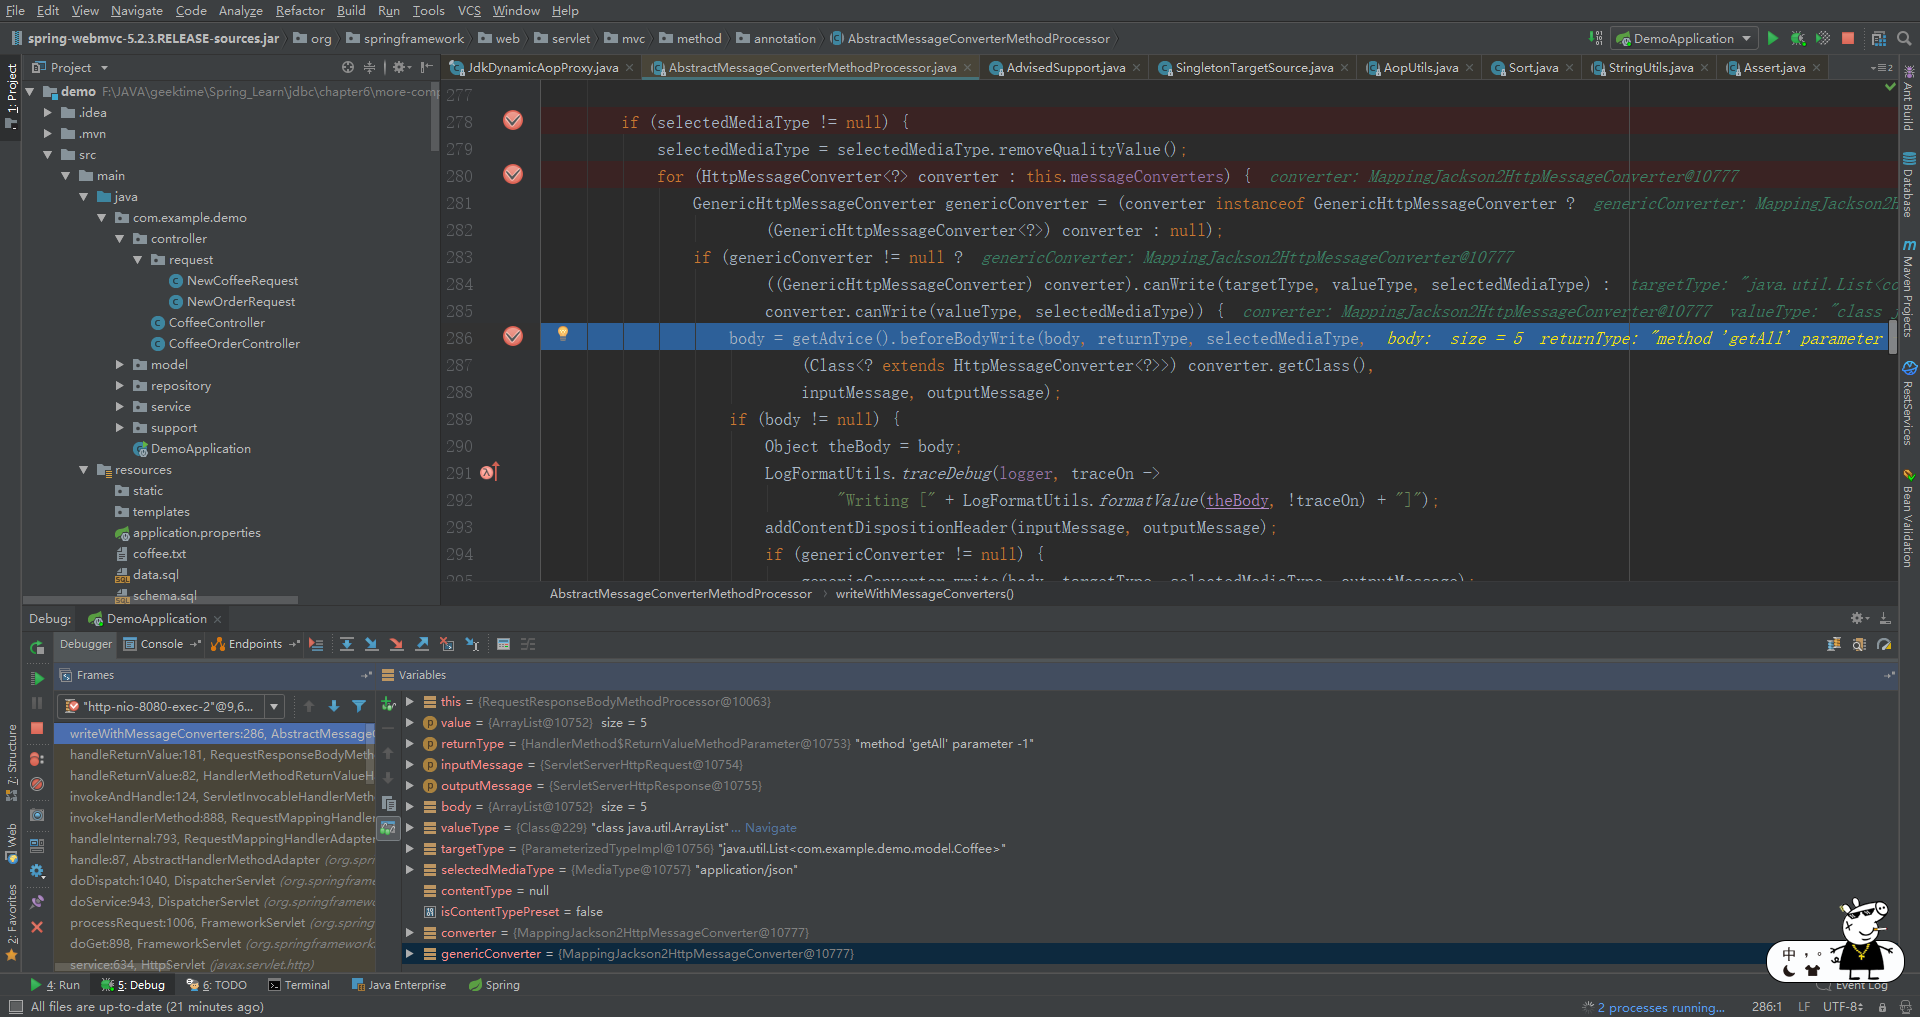 File Edit View Navigate Code Analyze Refactor Build Run Tools VCS Window Help
spring-webmvc-5.2.3.RELEASE-sources.jar org springframework web servlet mvc method annotation AbstractMessageConverterMethodProcessor DemoApplication
1: Project
Project
JdkDynamicAopProxy.java AbstractMessageConverterMethodProcessor.java AdvisedSupport.java SingletonTargetSource.java AopUtils.java Sort.java StringUtils.java Assert.java
demo F:\JAVA\geektime\Spring_Learn\jdbc\chapter6\more-comp
.idea
.mvn
src
main
java
com.example.demo
controller
request
NewCoffeeRequest
NewOrderRequest
CoffeeController
CoffeeOrderController
model
repository
service
support
DemoApplication
resources
static
templates
application.properties
coffee.txt
data.sql
schema.sql
277
278 if (selectedMediaType != null) {
279 selectedMediaType = selectedMediaType.removeQualityValue();
280 for (HttpMessageConverter<?> converter : this.messageConverters) { converter: MappingJackson2HttpMessageConverter@10777
281 GenericHttpMessageConverter genericConverter = (converter instanceof GenericHttpMessageConverter ? genericConverter: MappingJackson2H
282 (GenericHttpMessageConverter<?>) converter : null);
283 if (genericConverter != null ? genericConverter: MappingJackson2HttpMessageConverter@10777
284 ((GenericHttpMessageConverter) converter).canWrite(targetType, valueType, selectedMediaType) : targetType: "java.util.List<co
285 converter.canWrite(valueType, selectedMediaType)) { converter: MappingJackson2HttpMessageConverter@10777 valueType: "class j
286 body = getAdvice().beforeBodyWrite(body, returnType, selectedMediaType, body: size = 5 returnType: "method 'getAll' parameter
287 (Class<? extends HttpMessageConverter<?>>) converter.getClass(),
288 inputMessage, outputMessage);
289 if (body != null) {
290 Object theBody = body;
291 LogFormatUtils.traceDebug(logger, traceOn ->
292 "Writing [" + LogFormatUtils.formatValue(theBody, !traceOn) + "]");
293 addContentDispositionHeader(inputMessage, outputMessage);
294 if (genericConverter != null) {
295 genericConverter.write(body, targetType, selectedMediaType, outputMessage);
AbstractMessageConverterMethodProcessor writeWithMessageConverters()
Ant Build
Database
Maven Projects
RestServices
Bean Validation
Debug: DemoApplication
Debugger Console Endpoints
Frames
Variables
"http-nio-8080-exec-2"@9,6...
writeWithMessageConverters:286, AbstractMessage
handleReturnValue:181, RequestResponseBodyMeth
handleReturnValue:82, HandlerMethodReturnValueH
invokeAndHandle:124, ServletInvocableHandlerMeth
invokeHandlerMethod:888, RequestMappingHandler
handleInternal:793, RequestMappingHandlerAdapter
handle:87, AbstractHandlerMethodAdapter (org.spr
doDispatch:1040, DispatcherServlet (org.springframe
doService:943, DispatcherServlet (org.springframew
processRequest:1006, FrameworkServlet (org.spring
doGet:898, FrameworkServlet (org.springframework
service:634, HttpServlet (javax.servlet.http)
this = {RequestResponseBodyMethodProcessor@10063}
value = {ArrayList@10752} size = 5
returnType = {HandlerMethod$ReturnValueMethodParameter@10753} "method 'getAll' parameter -1"
inputMessage = {ServletServerHttpRequest@10754}
outputMessage = {ServletServerHttpResponse@10755}
body = {ArrayList@10752} size = 5
valueType = {Class@229} "class java.util.ArrayList"... Navigate
targetType = {ParameterizedTypeImpl@10756} "java.util.List<com.example.demo.model.Coffee>"
selectedMediaType = {MediaType@10757} "application/json"
contentType = null
isContentTypePreset = false
converter = {MappingJackson2HttpMessageConverter@10777}
genericConverter = {MappingJackson2HttpMessageConverter@10777}
7: Structure
Web
2: Favorites
中
4: Run 5: Debug 6: TODO Terminal Java Enterprise Spring Event Log
All files are up-to-date (21 minutes ago) 2 processes running... 286:1 LF UTF-8